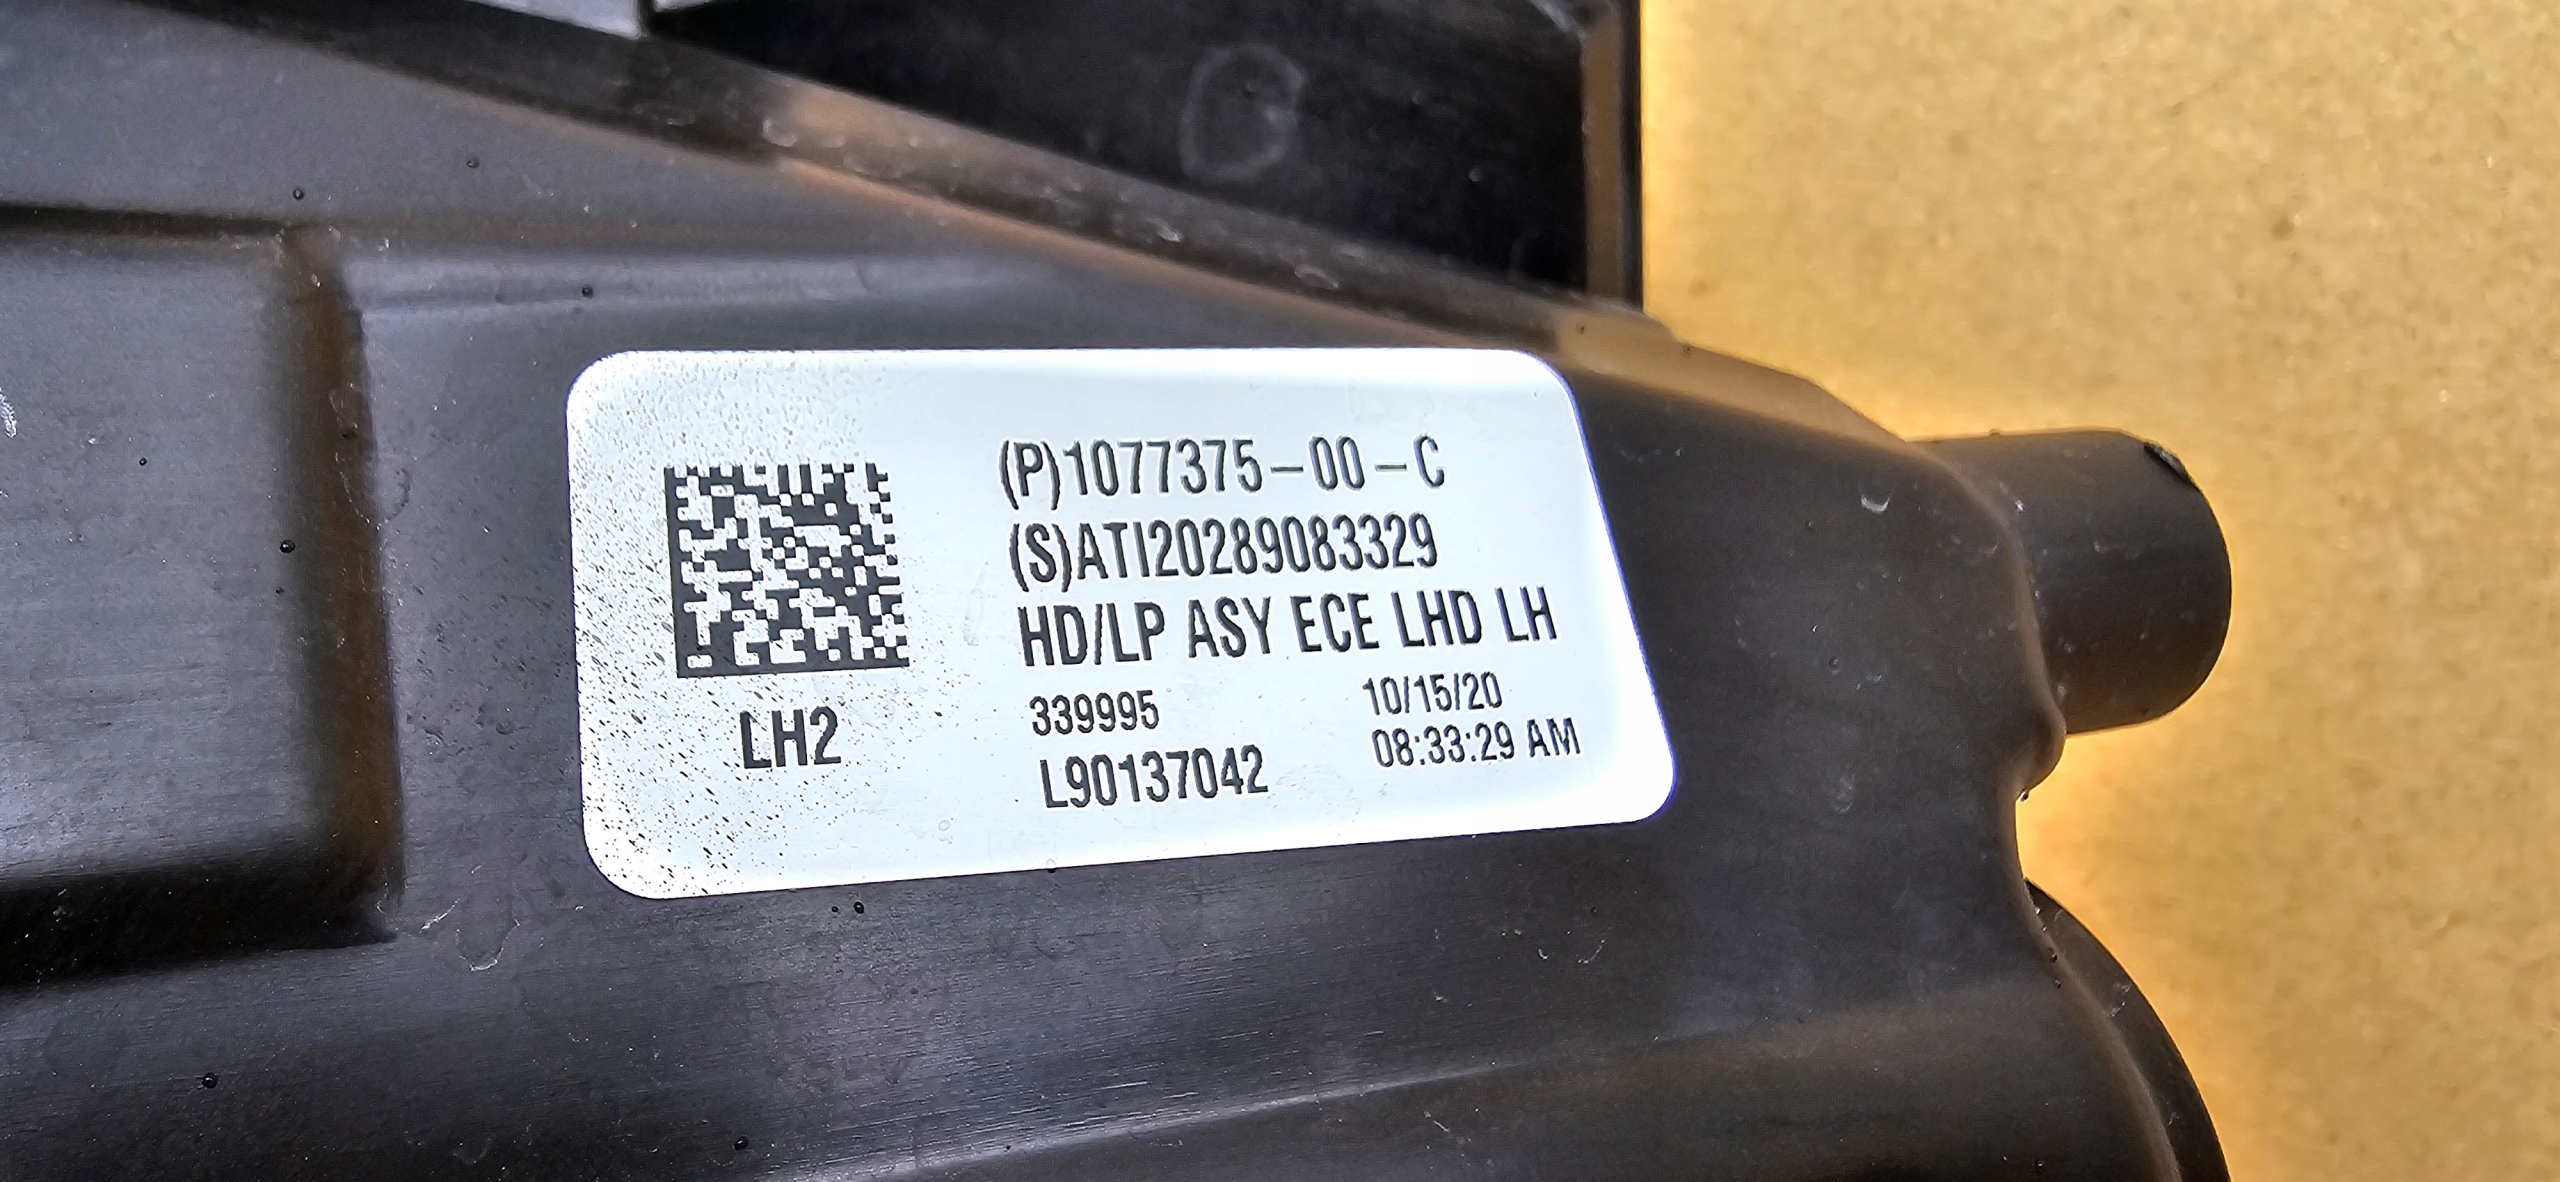 (P)1077375-00-C
(S)ATI20289083329
HD/LP ASY ECE LHD LH
339995 10/15/20
08:33:29 AM
LH2
L90137042